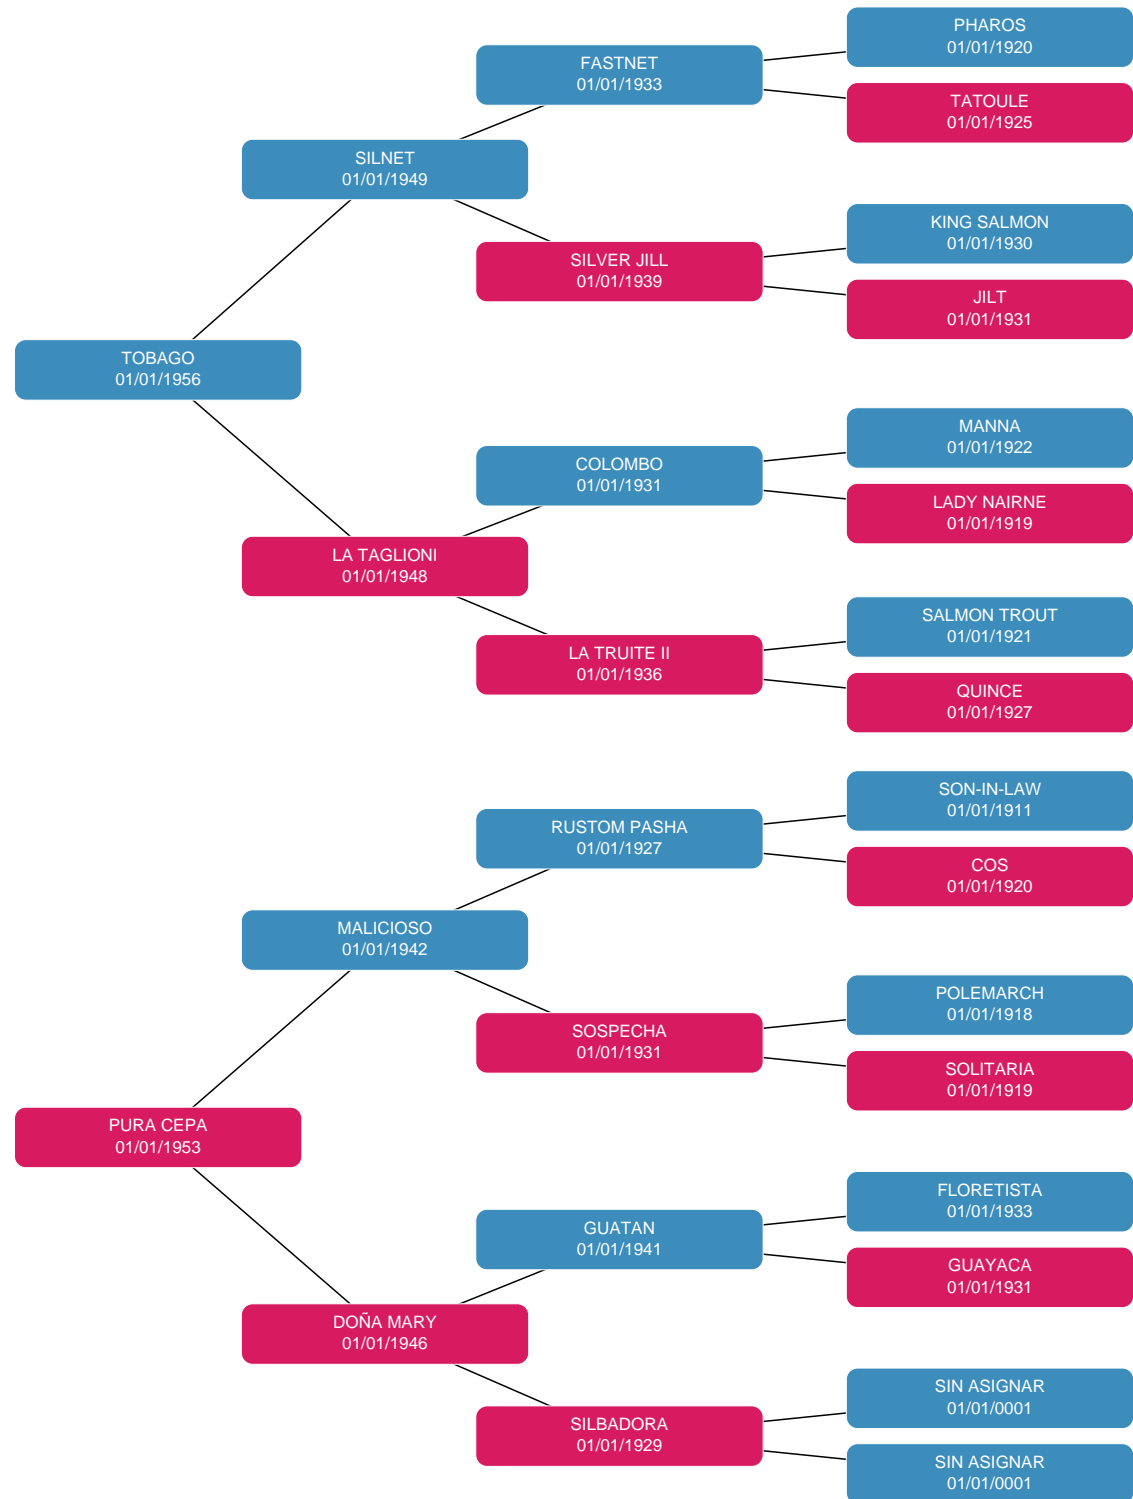 PHAROS
01/01/1920
FASTNET
01/01/1933
TATOULE
01/01/1925
SILNET
01/01/1949
KING SALMON
01/01/1930
SILVER JILL
01/01/1939
JILT
01/01/1931
TOBAGO
01/01/1956
MANNA
01/01/1922
COLOMBO
01/01/1931
LADY NAIRNE
01/01/1919
LA TAGLIONI
01/01/1948
SALMON TROUT
01/01/1921
LA TRUITE II
01/01/1936
QUINCE
01/01/1927
SON-IN-LAW
01/01/1911
RUSTOM PASHA
01/01/1927
COS
01/01/1920
MALICIOSO
01/01/1942
POLEMARCH
01/01/1918
SOSPECHA
01/01/1931
SOLITARIA
01/01/1919
PURA CEPA
01/01/1953
FLORETISTA
01/01/1933
GUATAN
01/01/1941
GUAYACA
01/01/1931
DOÑA MARY
01/01/1946
SIN ASIGNAR
01/01/0001
SILBADORA
01/01/1929
SIN ASIGNAR
01/01/0001